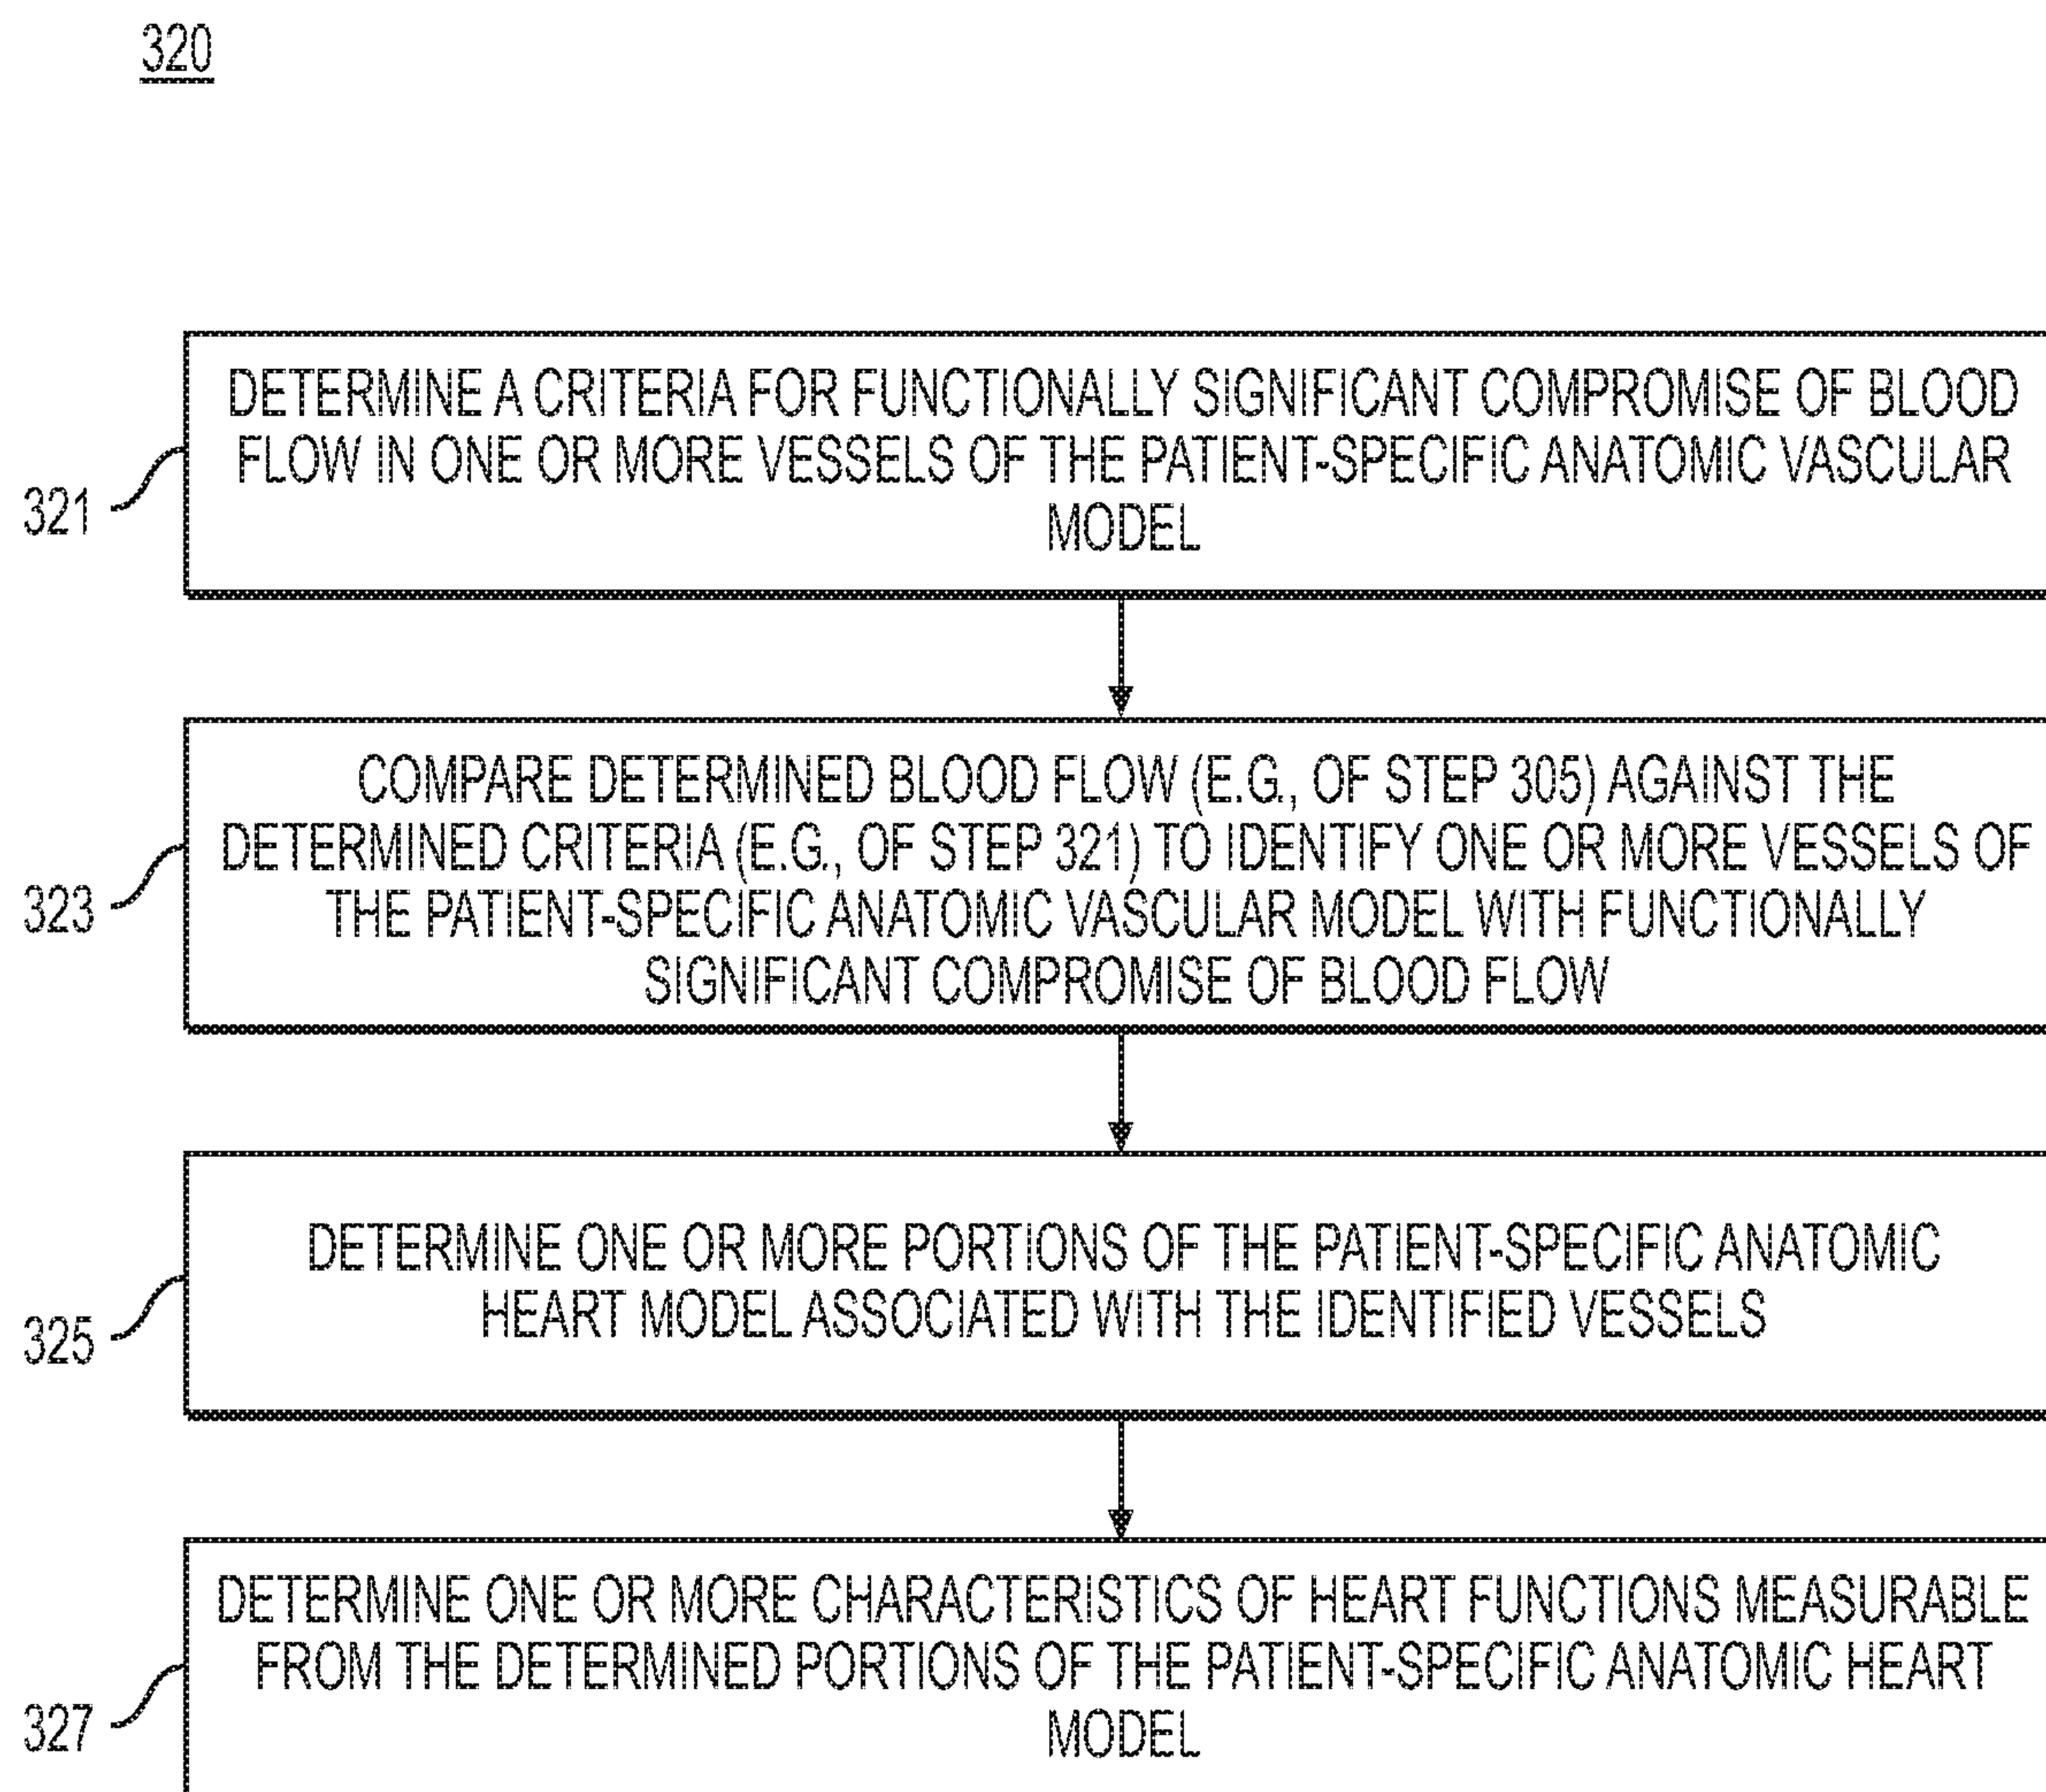 320
DETERMINE A CRITERIA FOR FUNCTIONALLY SIGNIFICANT COMPROMISE OF BLOOD
FLOW IN ONE OR MORE VESSELS OF THE PATIENT-SPECIFIC ANATOMIC VASCULAR
MODEL
321
COMPARE DETERMINED BLOOD FLOW (E.G., OF STEP 305) AGAINST THE
DETERMINED CRITERIA (E.G., OF STEP 321) TO IDENTIFY ONE OR MORE VESSELS OF
THE PATIENT-SPECIFIC ANATOMIC VASCULAR MODEL WITH FUNCTIONALLY
SIGNIFICANT COMPROMISE OF BLOOD FLOW
323
DETERMINE ONE OR MORE PORTIONS OF THE PATIENT-SPECIFIC ANATOMIC
HEART MODEL ASSOCIATED WITH THE IDENTIFIED VESSELS
325
DETERMINE ONE OR MORE CHARACTERISTICS OF HEART FUNCTIONS MEASURABLE
FROM THE DETERMINED PORTIONS OF THE PATIENT-SPECIFIC ANATOMIC HEART
MODEL
327